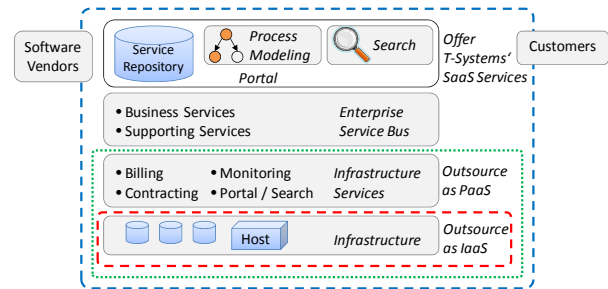 Software
Vendors
Service
Repository
Process
Modeling
Search
Portal
Offer
T-Systems‘
SaaS Services
Customers
• Business Services
• Supporting Services
Enterprise
Service Bus
• Billing
• Contracting
• Monitoring
• Portal / Search
Infrastructure
Services
Outsource
as PaaS
Host
Infrastructure
Outsource
as IaaS